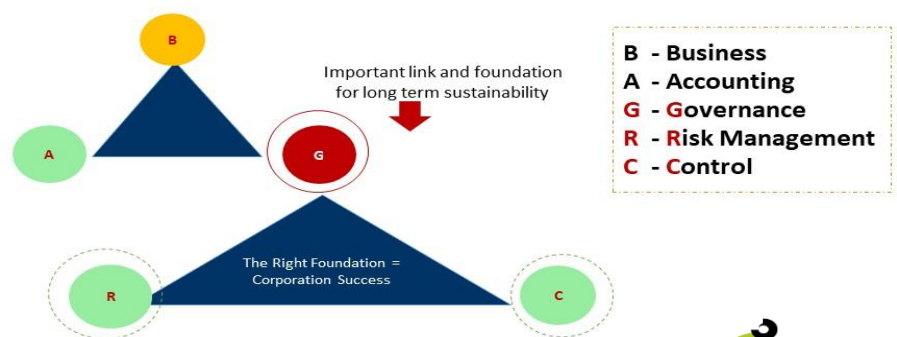 B
Important link and foundation
for long term sustainability
A
G
The Right Foundation =
Corporation Success
R
C
B - Business
A - Accounting
G - Governance
R - Risk Management
C - Control